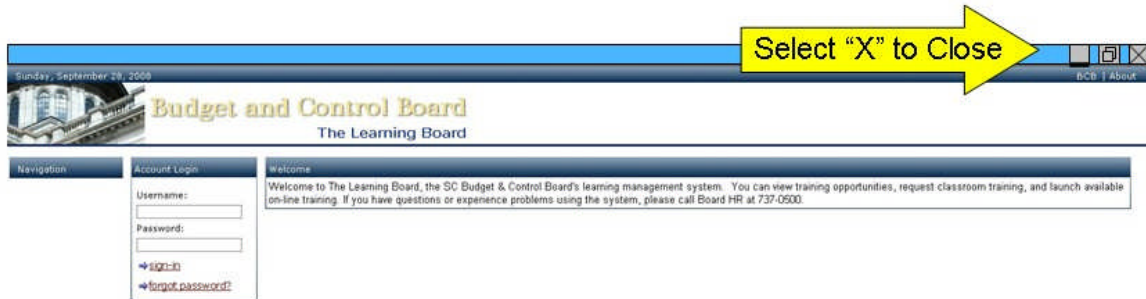 Select “X” to Close
Sunday, September 28, 2008
BCB | About
Budget and Control Board
The Learning Board
Navigation
Account Login
Welcome
Username:
Password:
sign-in
forgot password?
Welcome to The Learning Board, the SC Budget & Control Board's learning management system. You can view training opportunities, request classroom training, and launch available
on-line training. If you have questions or experience problems using the system, please call Board HR at 737-0500.